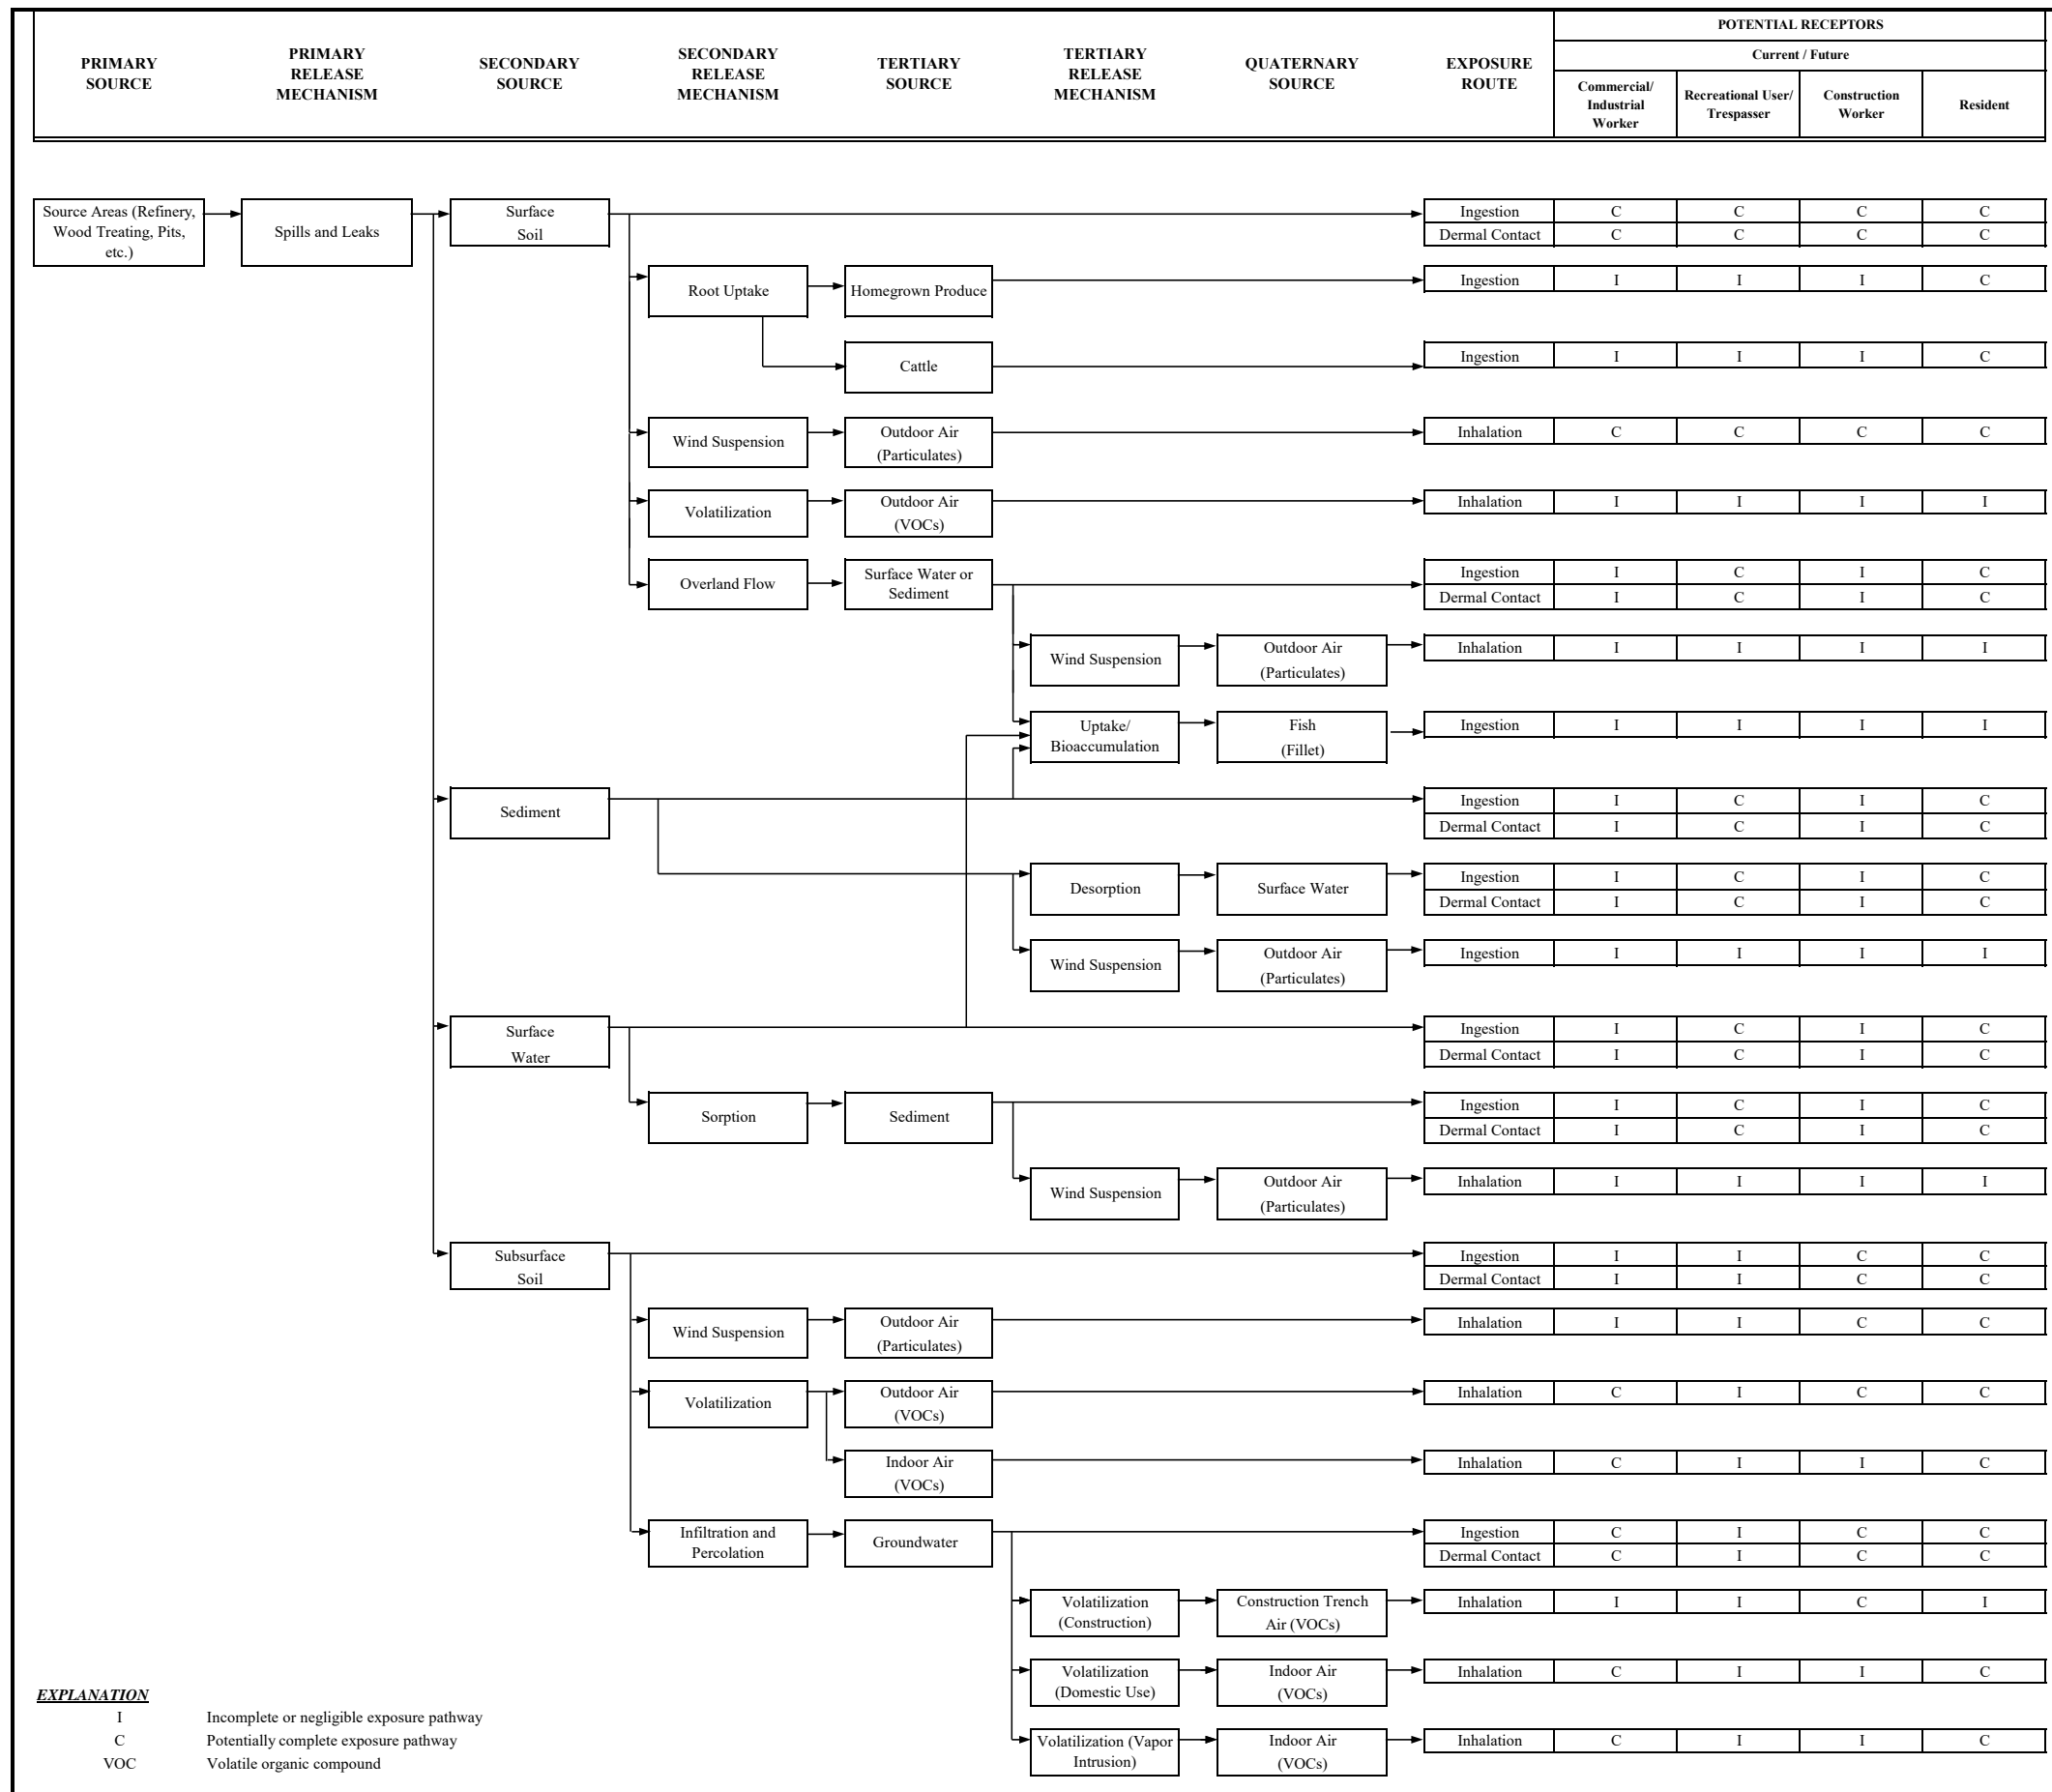 POTENTIAL RECEPTORS
Current / Future
PRIMARY
SOURCE
PRIMARY
RELEASE
MECHANISM
SECONDARY
SOURCE
SECONDARY
RELEASE
MECHANISM
TERTIARY
SOURCE
TERTIARY
RELEASE
MECHANISM
QUATERNARY
SOURCE
EXPOSURE
ROUTE
Commercial/
Industrial
Worker
Recreational User/
Trespasser
Construction
Worker
Resident
Source Areas (Refinery,
Wood Treating, Pits,
etc.)
Spills and Leaks
Surface
Soil
Ingestion C C C C
Dermal Contact C C C C
Root Uptake
Homegrown Produce
Ingestion I I I C
Cattle
Ingestion I I I C
Wind Suspension
Outdoor Air
(Particulates)
Inhalation C C C C
Volatilization
Outdoor Air
(VOCs)
Inhalation I I I I
Overland Flow
Surface Water or
Sediment
Ingestion I C I C
Dermal Contact I C I C
Wind Suspension
Outdoor Air
(Particulates)
Inhalation I I I I
Uptake/
Bioaccumulation
Fish
(Fillet)
Ingestion I I I I
Sediment
Ingestion I C I C
Dermal Contact I C I C
Desorption
Surface Water
Ingestion I C I C
Dermal Contact I C I C
Wind Suspension
Outdoor Air
(Particulates)
Ingestion I I I I
Surface
Water
Ingestion I C I C
Dermal Contact I C I C
Sorption
Sediment
Ingestion I C I C
Dermal Contact I C I C
Wind Suspension
Outdoor Air
(Particulates)
Inhalation I I I I
Subsurface
Soil
Ingestion I I C C
Dermal Contact I I C C
Wind Suspension
Outdoor Air
(Particulates)
Inhalation I I C C
Volatilization
Outdoor Air
(VOCs)
Inhalation C I C C
Indoor Air
(VOCs)
Inhalation C I I C
Infiltration and
Percolation
Groundwater
Ingestion C I C C
Dermal Contact C I C C
Volatilization
(Construction)
Construction Trench
Air (VOCs)
Inhalation I I C I
Volatilization
(Domestic Use)
Indoor Air
(VOCs)
Inhalation C I I C
Volatilization (Vapor
Intrusion)
Indoor Air
(VOCs)
Inhalation C I I C
EXPLANATION
I Incomplete or negligible exposure pathway
C Potentially complete exposure pathway
VOC Volatile organic compound